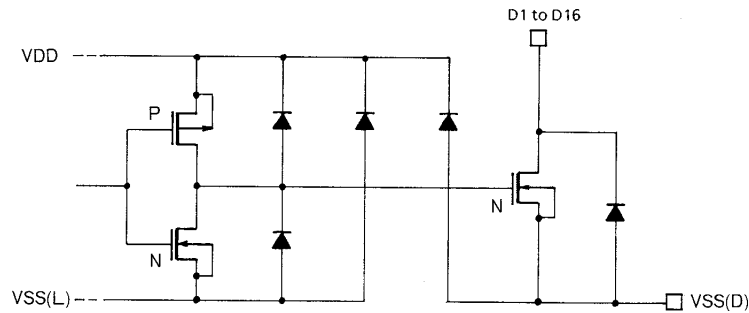 D1 to D16
VDD
P
N
N
VSS(L)
VSS(D)